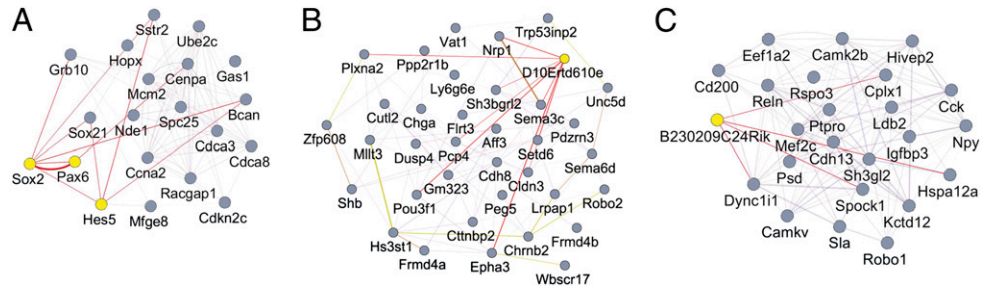 A
Sstr2
Ube2c
Grb10
Hopx
Cenpa
Gas1
Mcm2
Bcan
Sox21
Nde1
Spc25
Cdca3
Cdca8
Sox2
Pax6
Ccna2
Racgap1
Hes5
Mfge8
Cdkn2c
B
Trp53inp2
Vat1
Nrp1
Plxna2
Ppp2r1b
D10Ertd610e
Ly6g6e
Sh3bgrl2
Unc5d
Cutl2
Chga
Flrt3
Sema3c
Zfp608
Pdzrn3
Mllt3
Dusp4
Pcp4
Aff3
Setd6
Sema6d
Gm323
Cdh8
Cldn3
Shb
Pou3f1
Peg5
Lrpap1
Robo2
Hs3st1
Cttnbp2
Chrnb2
Frmd4b
Frmd4a
Epha3
Wbscr17
C
Eef1a2
Camk2b
Hivep2
Cd200
Reln
Rspo3
Cplx1
Cck
B230209C24Rik
Ptpro
Ldb2
Mef2c
Igfbp3
Npy
Cdh13
Psd
Sh3gl2
Hspa12a
Dync1i1
Spock1
Kctd12
Camkv
Sla
Robo1